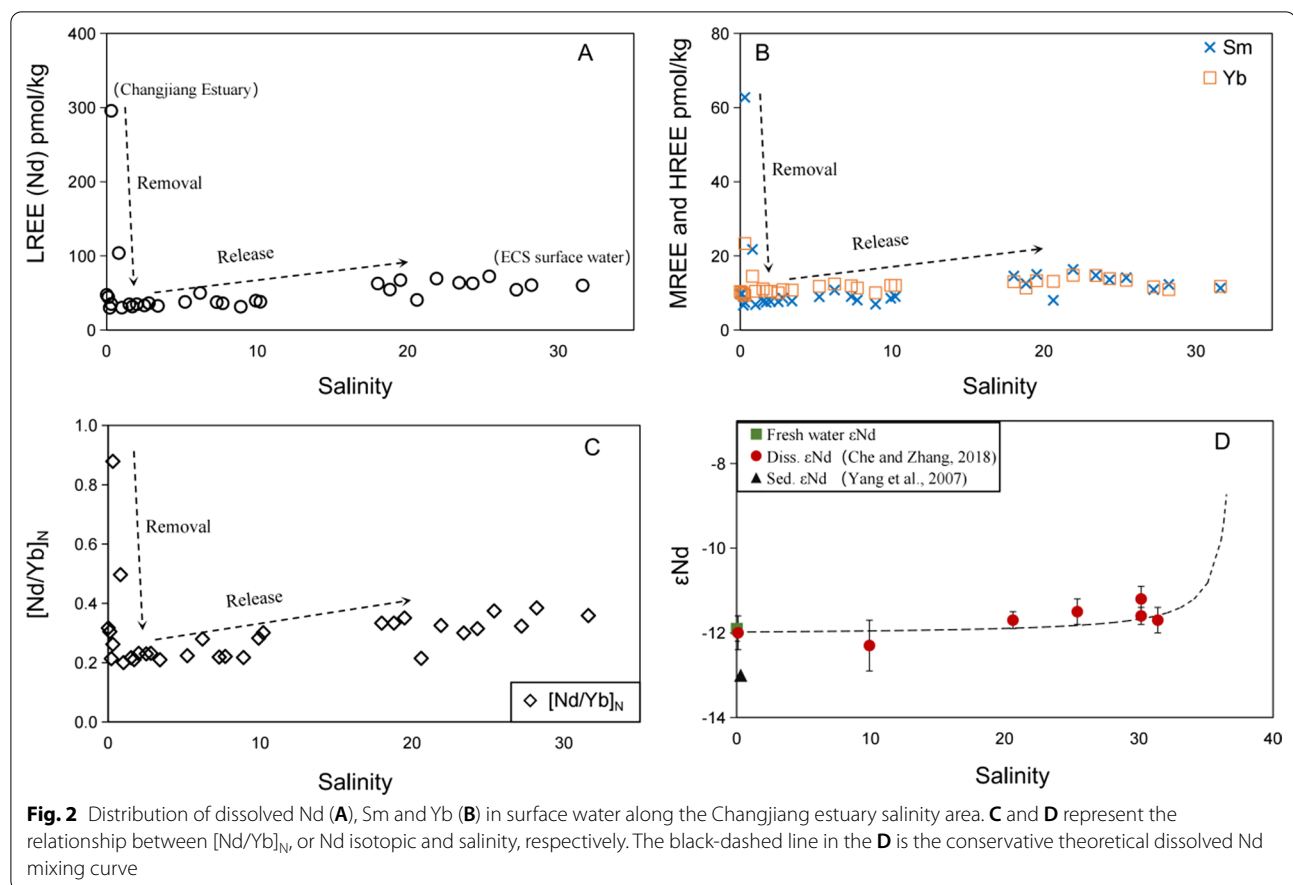 400
300
200
100
0
LREE (Nd) pmol/kg
A
(Changjiang Estuary)
Removal
Release
(ECS surface water)
0 10 20 30
Salinity
80
60
40
20
0
MREE and HREE pmol/kg
B
Sm
Yb
Removal
Release
0 10 20 30
Salinity
1.0
0.8
0.6
0.4
0.2
0.0
[Nd/Yb]N
C
Removal
Release
[Nd/Yb]N
0 10 20 30
Salinity
-8
-10
-12
-14
εNd
D
Fresh water εNd
Diss. εNd (Che and Zhang, 2018)
Sed. εNd (Yang et al., 2007)
0 10 20 30 40
Salinity
Fig. 2 Distribution of dissolved Nd (A), Sm and Yb (B) in surface water along the Changjiang estuary salinity area. C and D represent the
relationship between [Nd/Yb]N, or Nd isotopic and salinity, respectively. The black-dashed line in the D is the conservative theoretical dissolved Nd
mixing curve